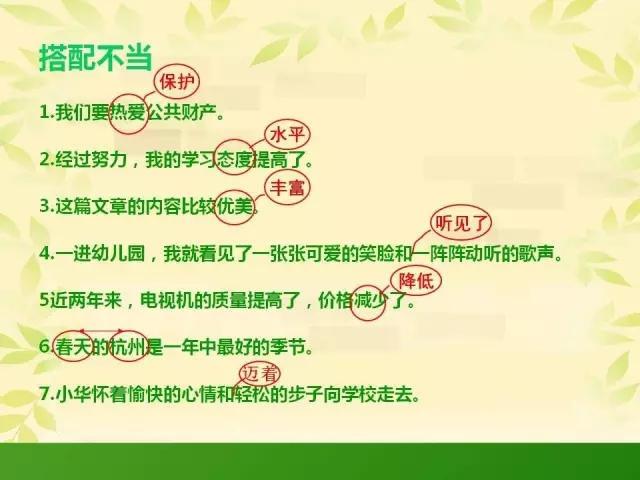 搭配不当
保护
1.我们要热爱公共财产。
水平
2.经过努力，我的学习态度提高了。
丰富
3.这篇文章的内容比较优美。
听见了
4.一进幼儿园，我就看见了一张张可爱的笑脸和一阵阵动听的歌声。
降低
5近两年来，电视机的质量提高了，价格减少了。
6.春天的杭州是一年中最好的季节。
迈着
7.小华怀着愉快的心情和轻松的步子向学校走去。